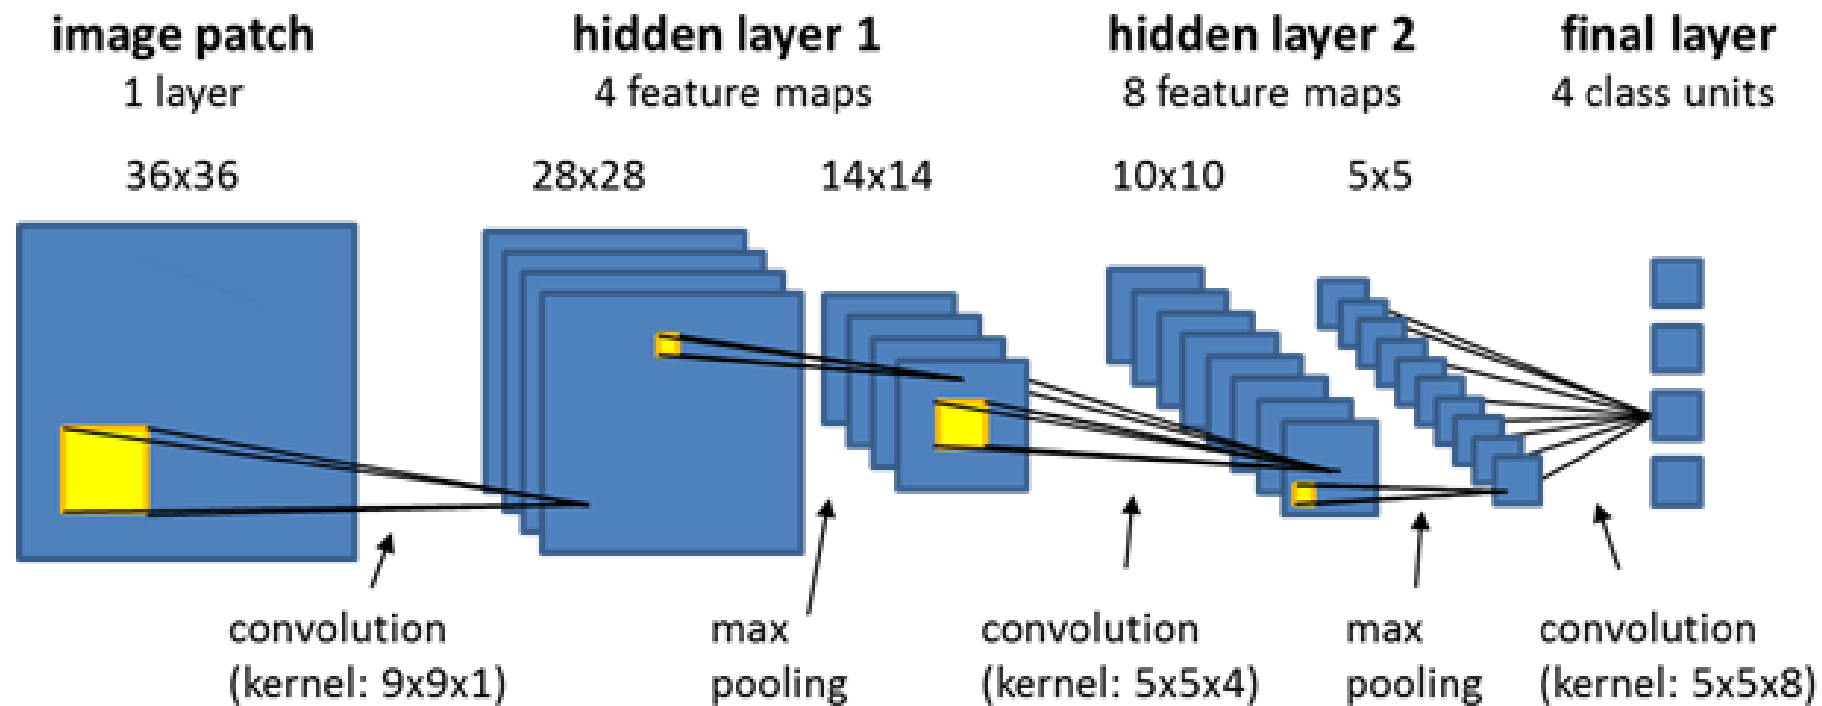 image patch
1 layer
36x36
hidden layer 1
4 feature maps
28x28
14x14
hidden layer 2
8 feature maps
10x10
5x5
final layer
4 class units
convolution
(kernel: 9x9x1)
max
pooling
convolution
(kernel: 5x5x4)
max
pooling
convolution
(kernel: 5x5x8)